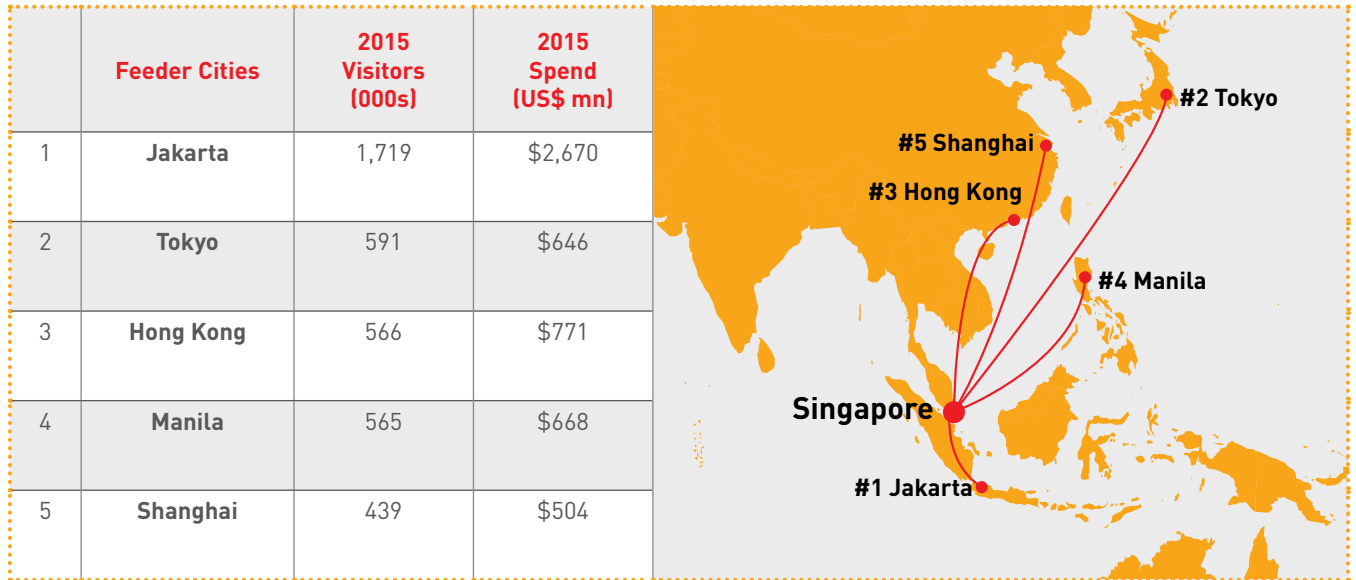 Feeder Cities
2015
Visitors
(000s)
2015
Spend
(US$ mn)
1 Jakarta 1,719 $2,670
2 Tokyo 591 $646
3 Hong Kong 566 $771
4 Manila 565 $668
5 Shanghai 439 $504
#2 Tokyo
#5 Shanghai
#3 Hong Kong
#4 Manila
Singapore
#1 Jakarta